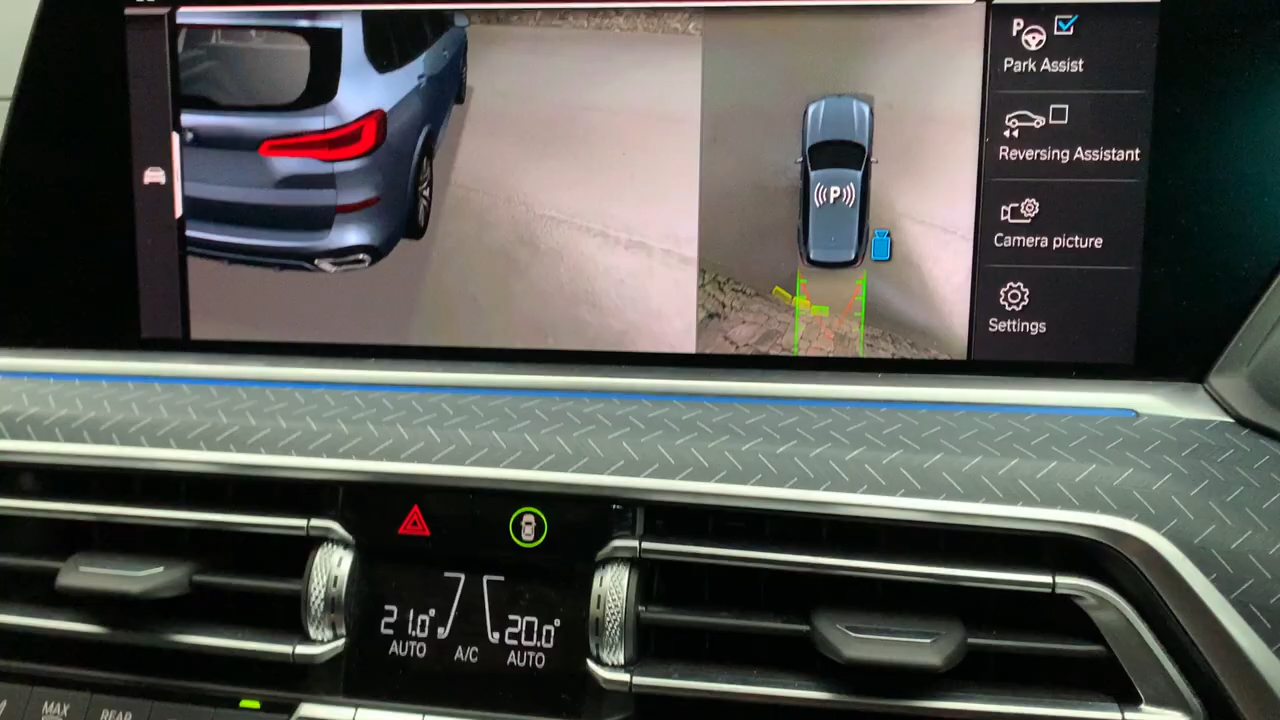 P
Park Assist
Reversing Assistant
Camera picture
Settings
P
21.0°
20.0°
AUTO
A/C
AUTO
MAX
REAR